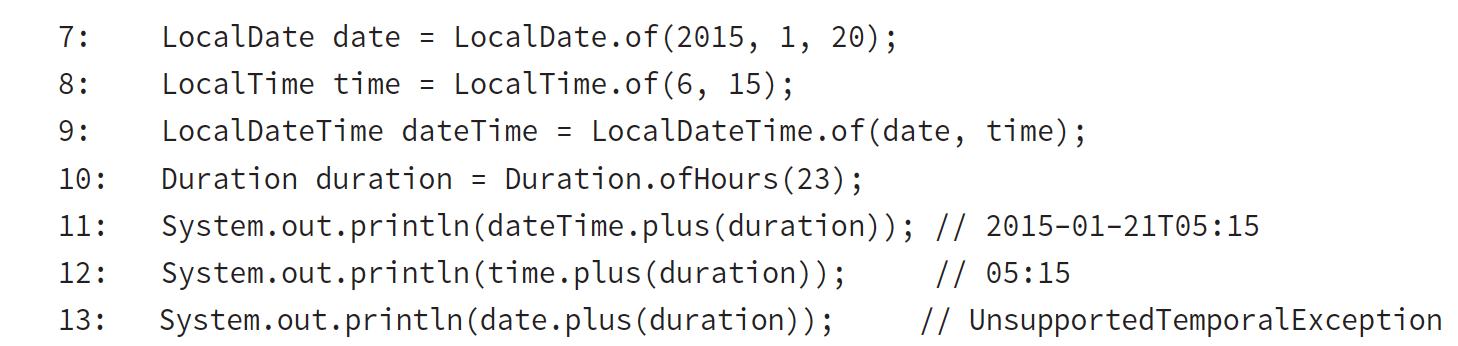 7: LocalDate date = LocalDate.of(2015, 1, 20);
8: LocalTime time = LocalTime.of(6, 15);
9: LocalDateTime dateTime = LocalDateTime.of(date, time);
10: Duration duration = Duration.ofHours(23);
11: System.out.println(dateTime.plus(duration)); // 2015–01–21T05:15
12: System.out.println(time.plus(duration)); // 05:15
13: System.out.println(date.plus(duration)); // UnsupportedTemporalException